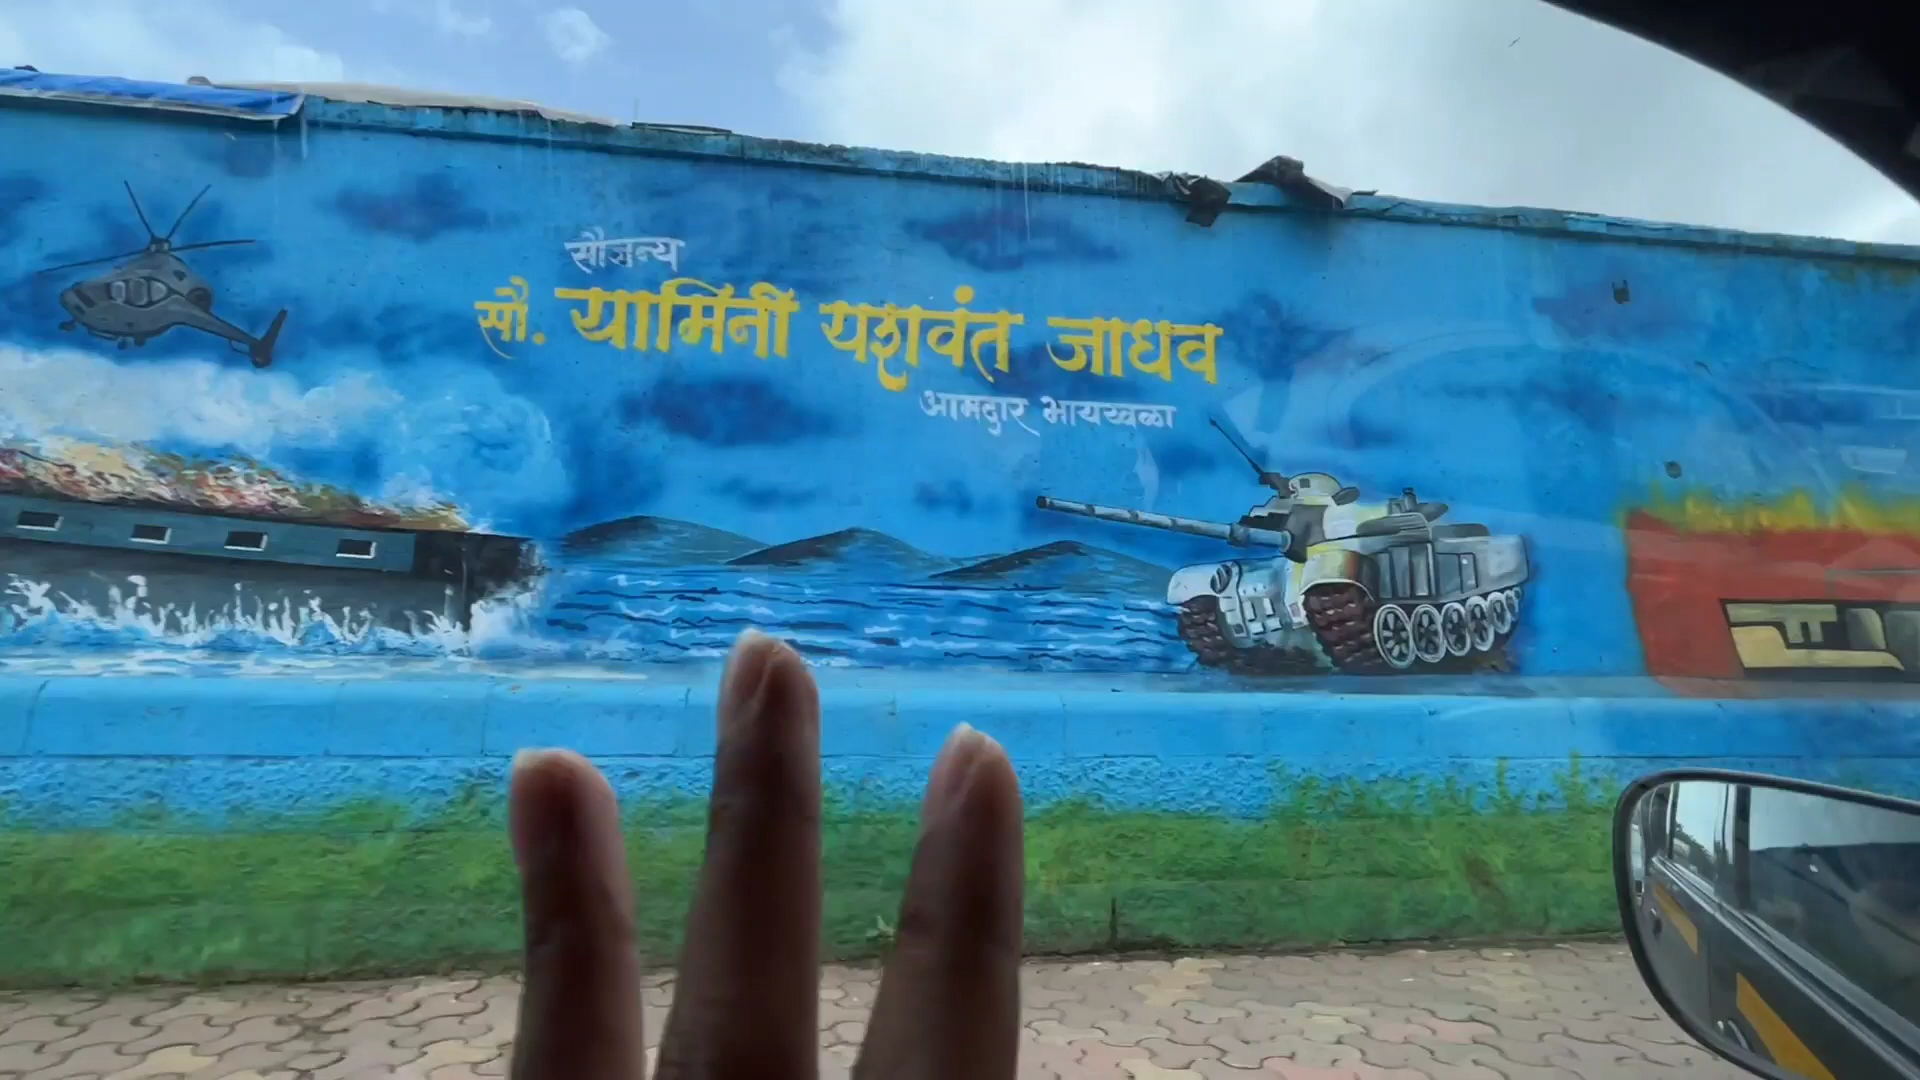 सौजन्य
सौ. यामिनी यशवंत जाधव
आमदार भायखळा